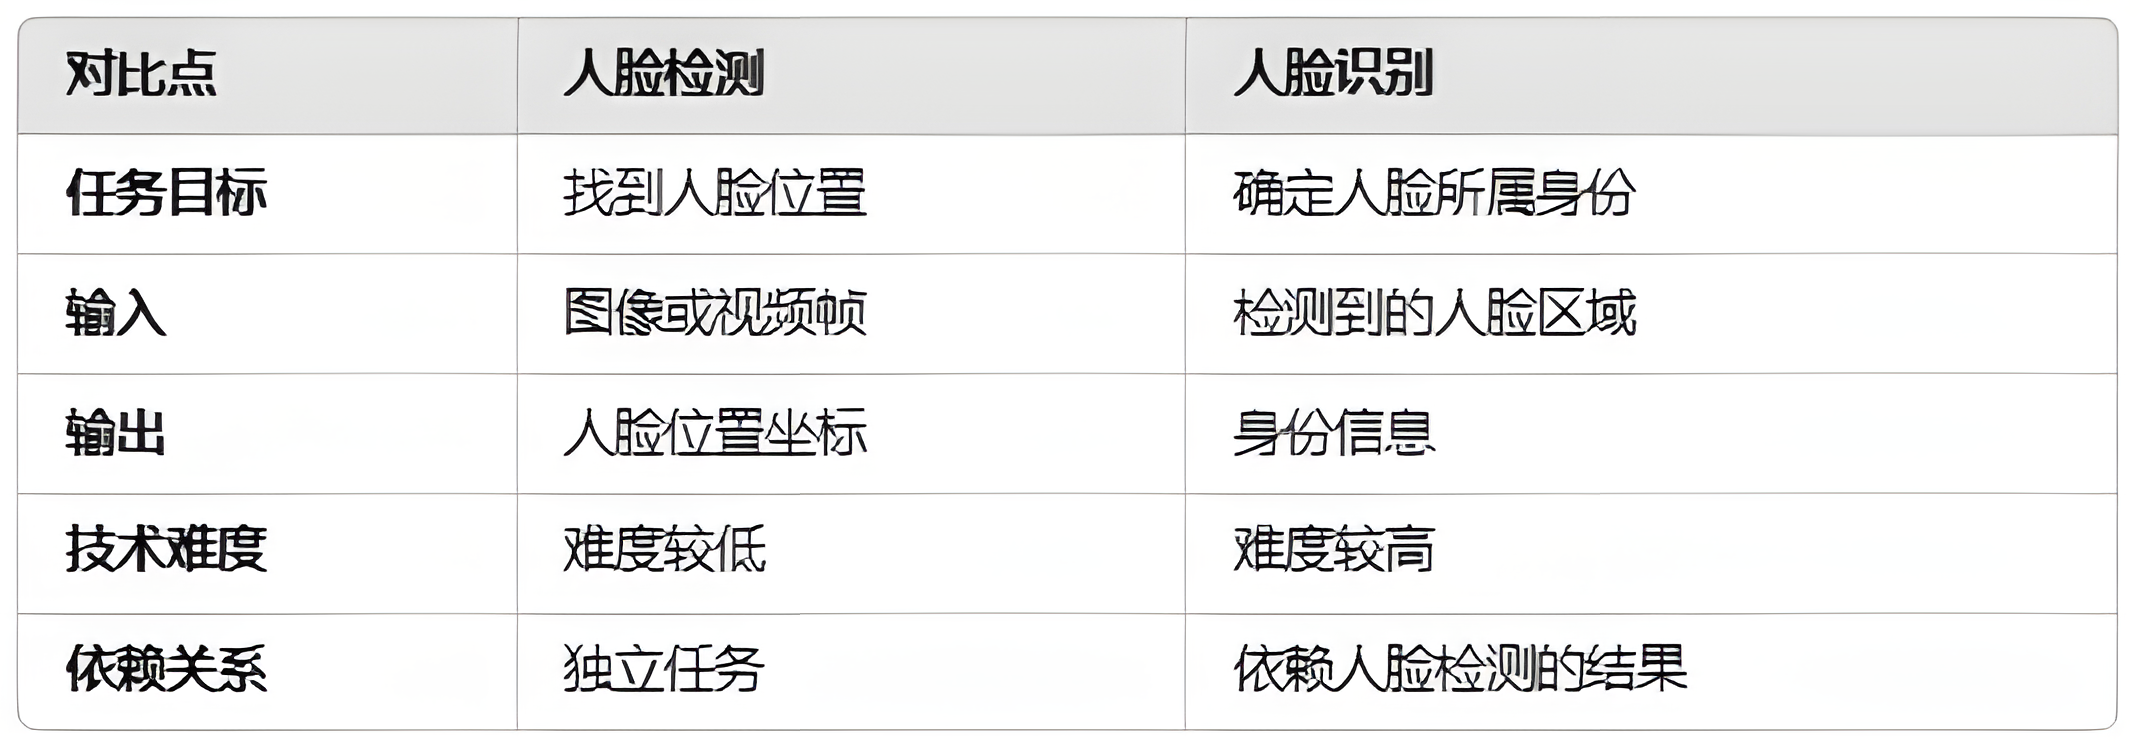 对比点 人脸检测 人脸识别
任务目标 找到人脸位置 确定人脸所属身份
输入 图像或视频帧 检测到的人脸区域
输出 人脸位置坐标 身份信息
技术难度 难度较低 难度较高
依赖关系 独立任务 依赖人脸检测的结果